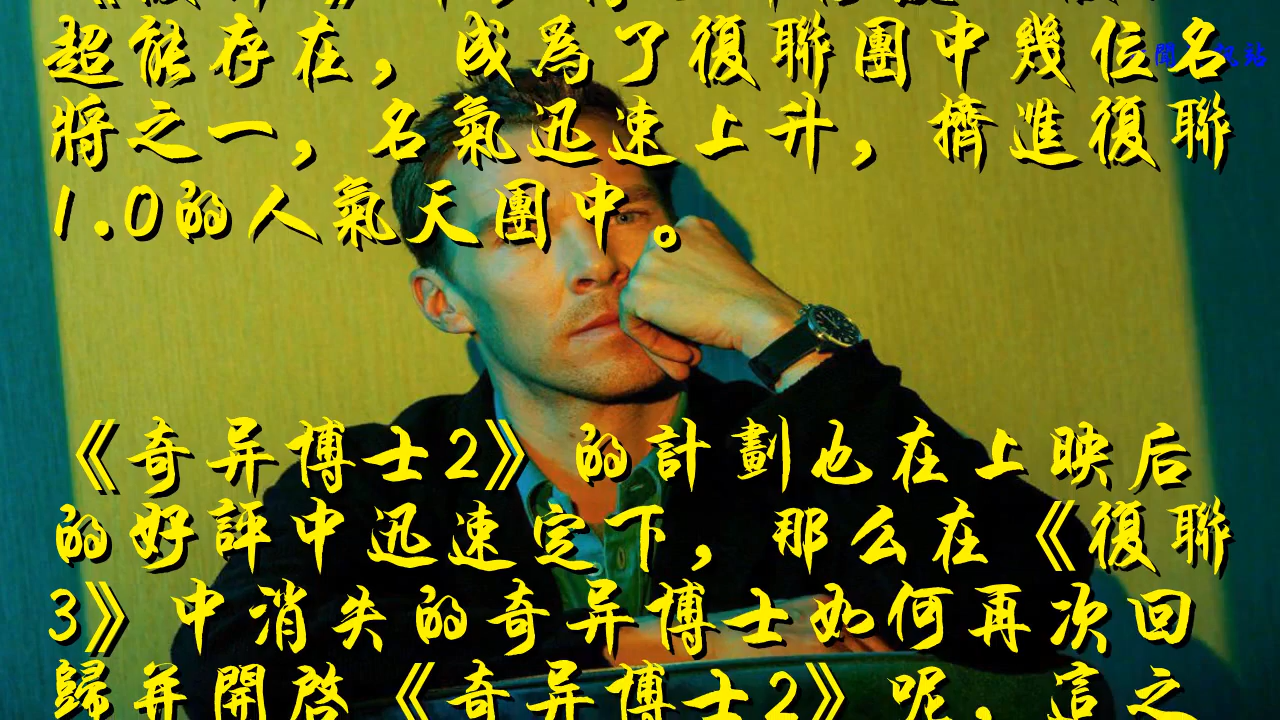 超能存在，成爲了復聯團中幾位名
將之一，名氣迅速上升，擠進復聯
1.0的人氣天團中。
《奇异博士2》的計劃也在上映后
的好評中迅速定下，那么在《復聯
3》中消失的奇异博士如何再次回
歸并開啓《奇异博士2》呢，這之